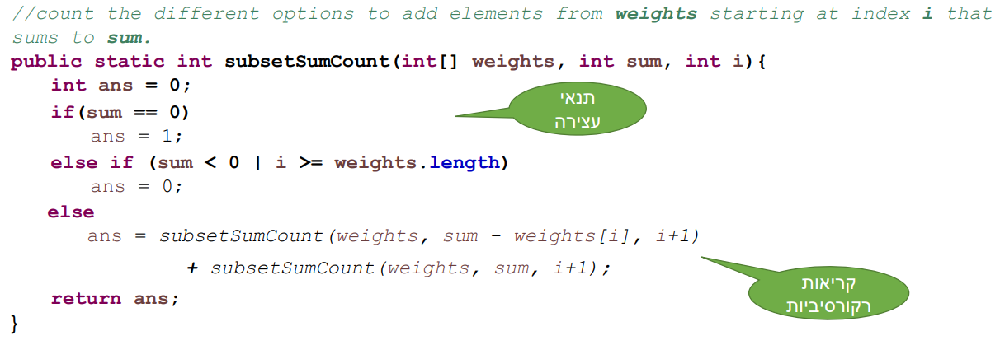 //count the different options to add elements from weights starting at index i that
sums to sum.
public static int subsetSumCount(int[] weights, int sum, int i){
int ans = 0;
תנאי
עצירה
if(sum == 0)
ans = 1;
else if (sum < 0 | i >= weights.length)
ans = 0;
else
ans = subsetSumCount(weights, sum - weights[i], i+1)
+ subsetSumCount(weights, sum, i+1);
קריאות
רקורסיביות
return ans;
}